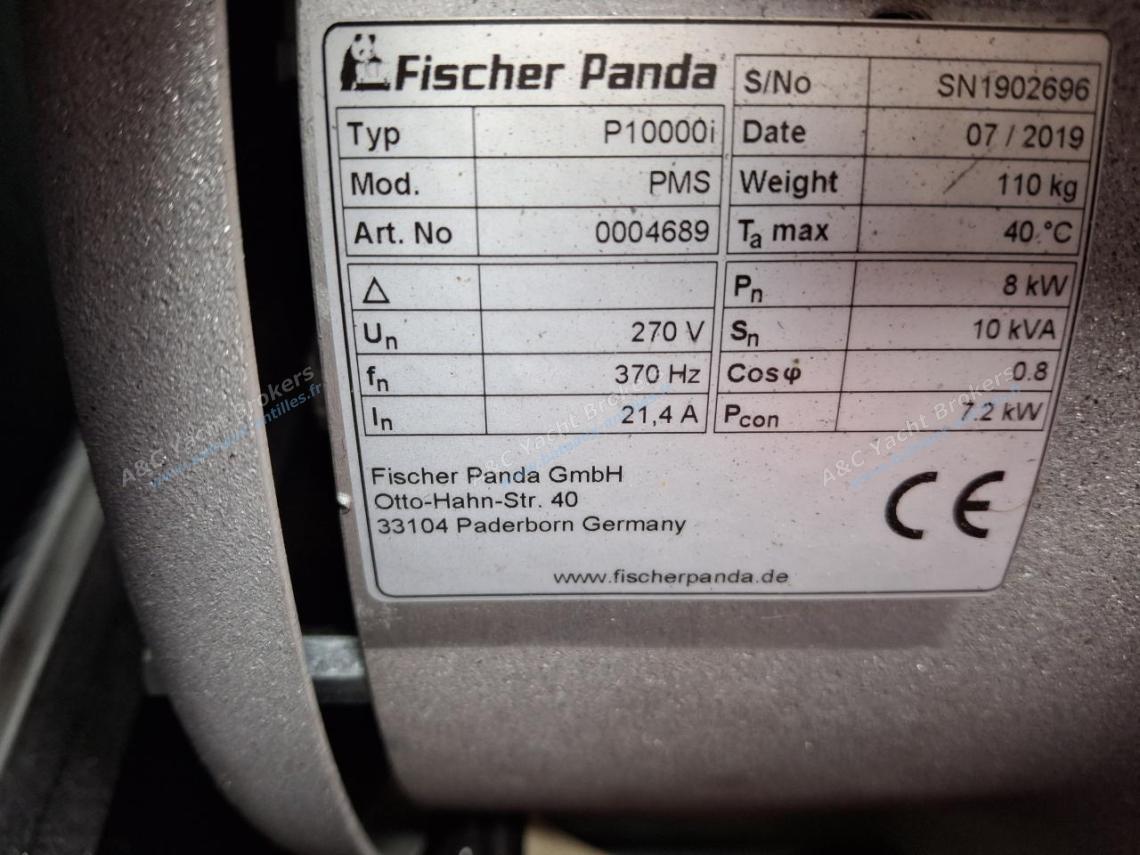 Fischer Panda
S/No SN1902696
Typ P10000i
Date 07 / 2019
Mod. PMS
Weight 110 kg
Art. No 0004689
Ta max 40 °C
△
Pn 8 kW
Un 270 V
Sn 10 kVA
fn 370 Hz
Cosφ 0.8
In 21,4 A
Pcon 7.2 kW
Fischer Panda GmbH
Otto-Hahn-Str. 40
33104 Paderborn Germany
CE
www.fischerpanda.de
A&C Yacht Brokers
A&C Yacht Brokers
A&C Yacht Brokers